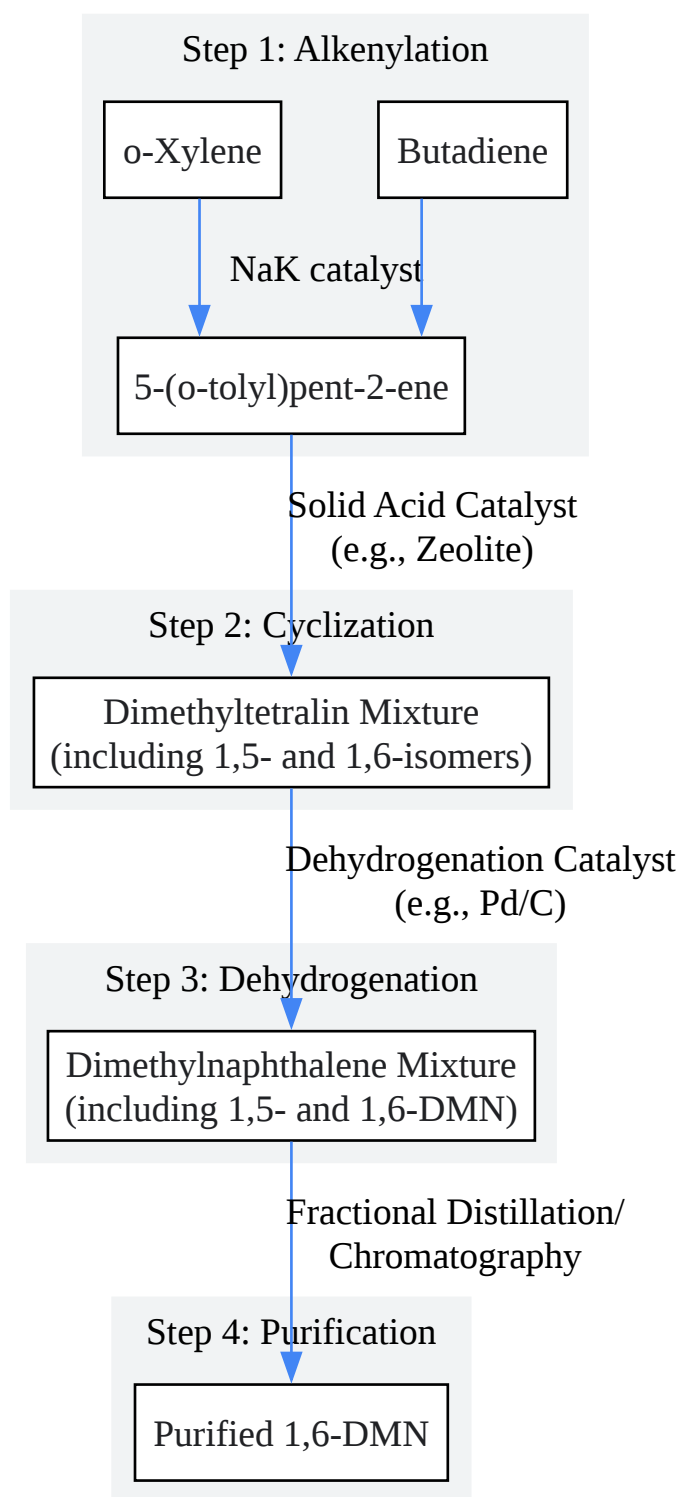 Step 1: Alkenylation
o-Xylene
Butadiene
NaK catalyst
5-(o-tolyl)pent-2-ene
Solid Acid Catalyst
(e.g., Zeolite)
Step 2: Cyclization
Dimethyltetralin Mixture
(including 1,5- and 1,6-isomers)
Dehydrogenation Catalyst
(e.g., Pd/C)
Step 3: Dehydrogenation
Dimethylnaphthalene Mixture
(including 1,5- and 1,6-DMN)
Fractional Distillation/
Chromatography
Step 4: Purification
Purified 1,6-DMN